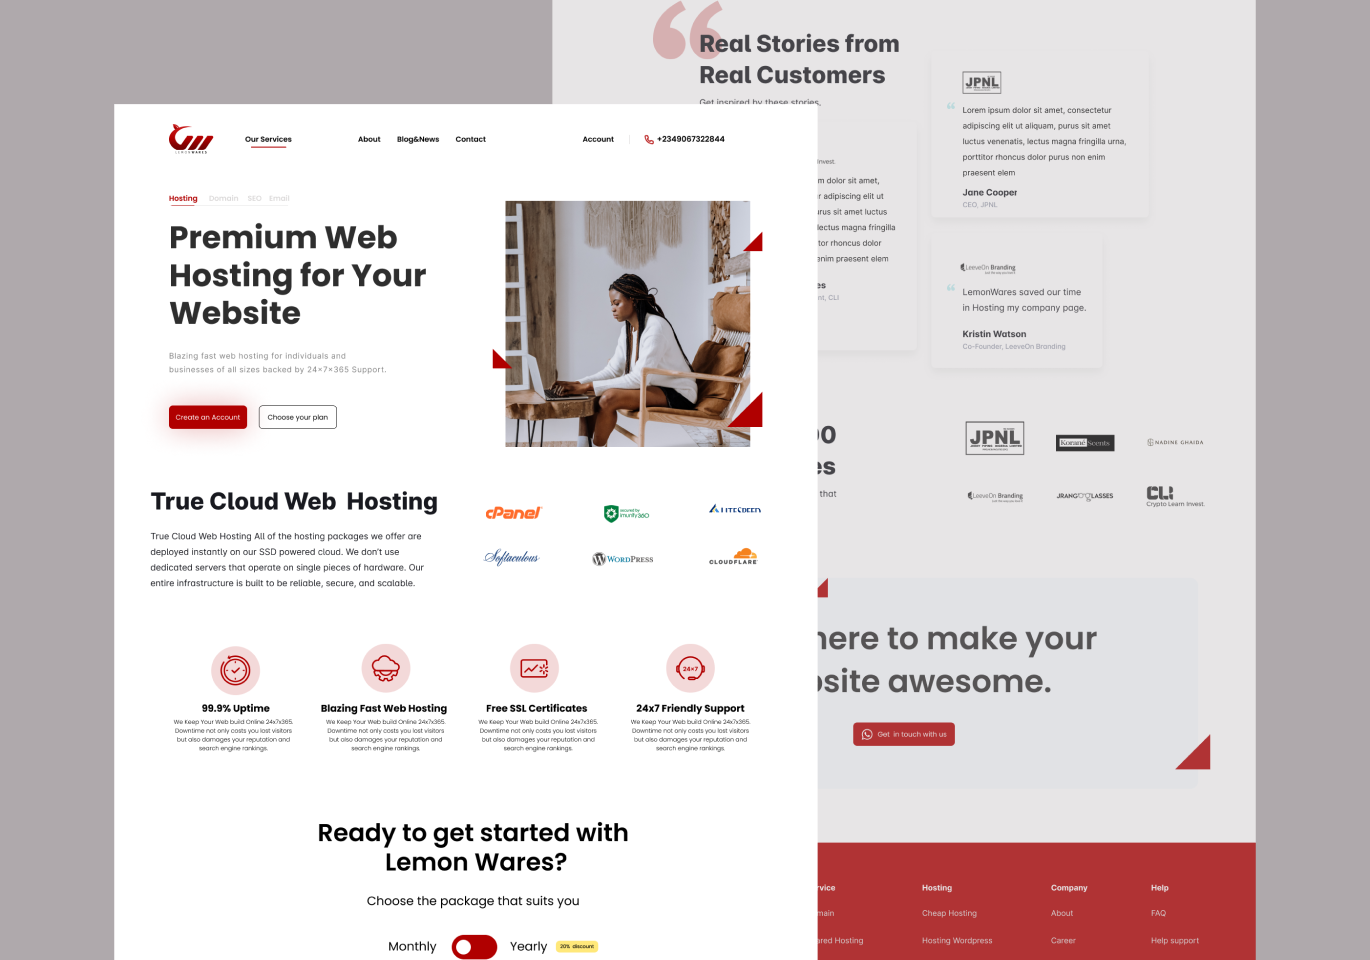 LEMONWARES
Our Services
About
Blog&News
Contact
Account
+2349067322844
Hosting
Domain
SEO
Email
Premium Web
Hosting for Your
Website
Blazing fast web hosting for individuals and
businesses of all sizes backed by 24×7×365 Support.
Create an Account
Choose your plan
True Cloud Web Hosting
True Cloud Web Hosting All of the hosting packages we offer are
deployed instantly on our SSD powered cloud. We don't use
dedicated servers that operate on single pieces of hardware. Our
entire infrastructure is built to be reliable, secure, and scalable.
cPanel
secured by
imunify360
LITESPEED
Softaculous
WORDPRESS
CLOUDFLARE
99.9% Uptime
We Keep Your Web build Online 24x7x365.
Downtime not only costs you lost visitors
but also damages your reputation and
search engine rankings.
Blazing Fast Web Hosting
We Keep Your Web build Online 24x7x365.
Downtime not only costs you lost visitors
but also damages your reputation and
search engine rankings.
Free SSL Certificates
We Keep Your Web build Online 24x7x365.
Downtime not only costs you lost visitors
but also damages your reputation and
search engine rankings.
24×7
24x7 Friendly Support
We Keep Your Web build Online 24x7x365.
Downtime not only costs you lost visitors
but also damages your reputation and
search engine rankings.
Ready to get started with
Lemon Wares?
Choose the package that suits you
Monthly
Yearly
20% discount
Real Stories from
Real Customers
Get inspired by these stories.
nvest.
m dolor sit amet,
r adipiscing elit ut
urus sit amet luctus
lectus magna fringilla
tor rhoncus dolor
enim praesent elem
es
nt, CLI
JPNL
Lorem ipsum dolor sit amet, consectetur
adipiscing elit ut aliquam, purus sit amet
luctus venenatis, lectus magna fringilla urna,
porttitor rhoncus dolor purus non enim
praesent elem
Jane Cooper
CEO, JPNL
LeeveOn Branding
LemonWares saved our time
in Hosting my company page.
Kristin Watson
Co-Founder, LeeveOn Branding
00
es
that
JPNL
Korané Scents
NADINE GHAIDA
LeeveOn Branding
JRANG GLASSES
CLI
Crypto Learn Invest.
here to make your
osite awesome.
Get in touch with us
rvice
main
ared Hosting
Hosting
Cheap Hosting
Hosting Wordpress
Company
About
Career
Help
FAQ
Help support